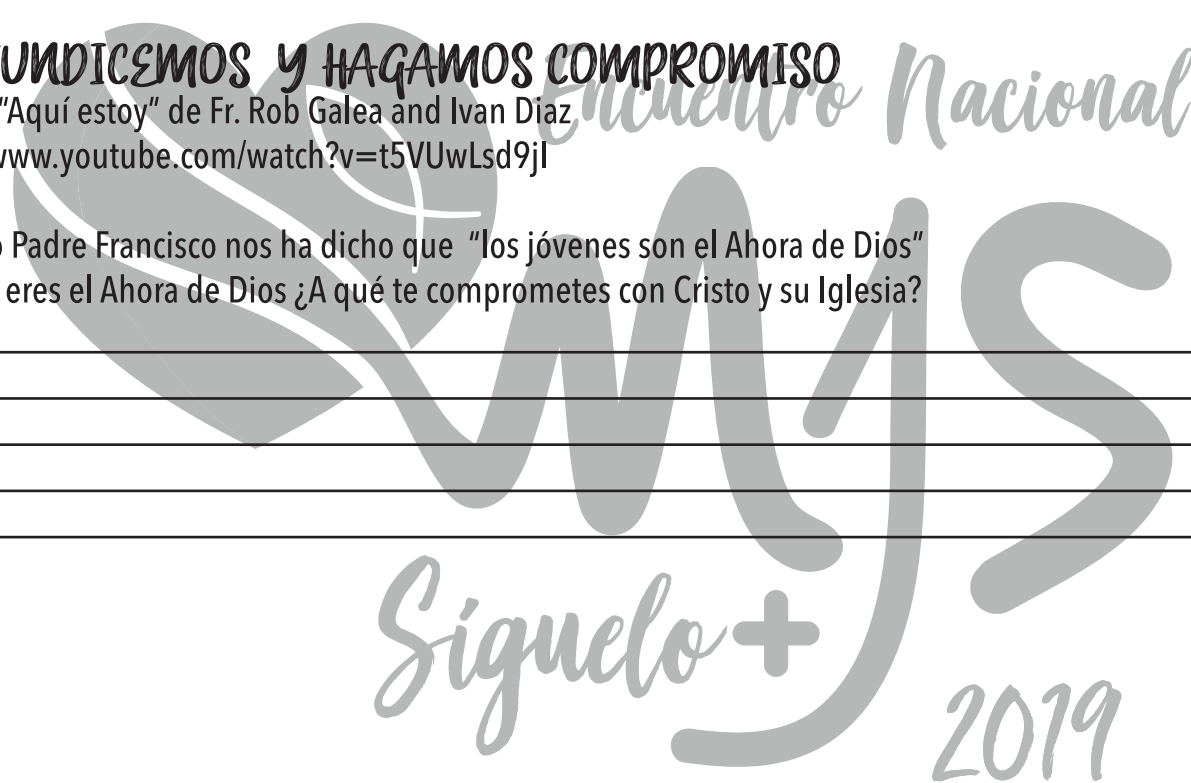 UNDICEMOS Y HAGAMOS COMPROMISO
"Aquí estoy" de Fr. Rob Galea and Ivan Diaz
www.youtube.com/watch?v=t5VUwLsd9jI
o Padre Francisco nos ha dicho que "los jóvenes son el Ahora de Dios"
eres el Ahora de Dios ¿A qué te comprometes con Cristo y su Iglesia?
Encuentro Nacional
MJS
Síguelo +
2019